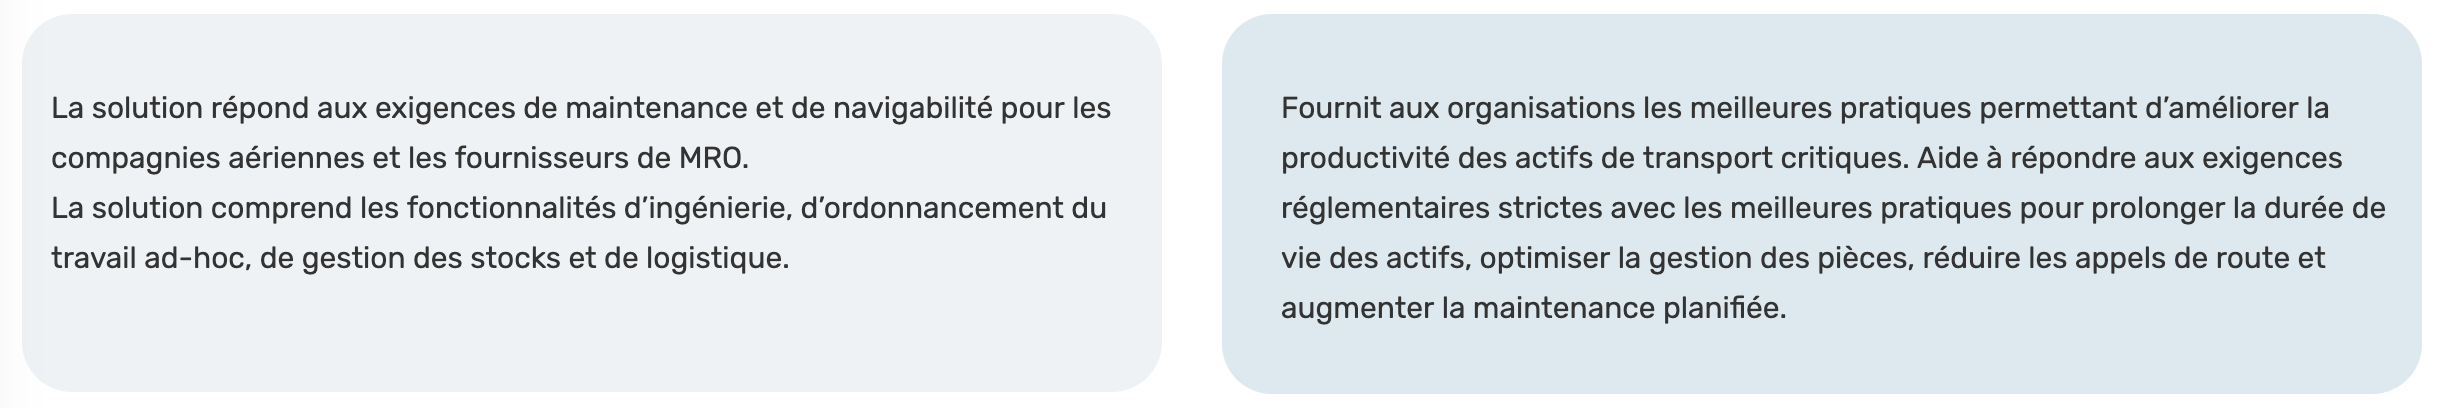 La solution répond aux exigences de maintenance et de navigabilité pour les
compagnies aériennes et les fournisseurs de MRO.
La solution comprend les fonctionnalités d’ingénierie, d’ordonnancement du
travail ad-hoc, de gestion des stocks et de logistique.
Fournit aux organisations les meilleures pratiques permettant d’améliorer la
productivité des actifs de transport critiques. Aide à répondre aux exigences
réglementaires strictes avec les meilleures pratiques pour prolonger la durée de
vie des actifs, optimiser la gestion des pièces, réduire les appels de route et
augmenter la maintenance planifiée.